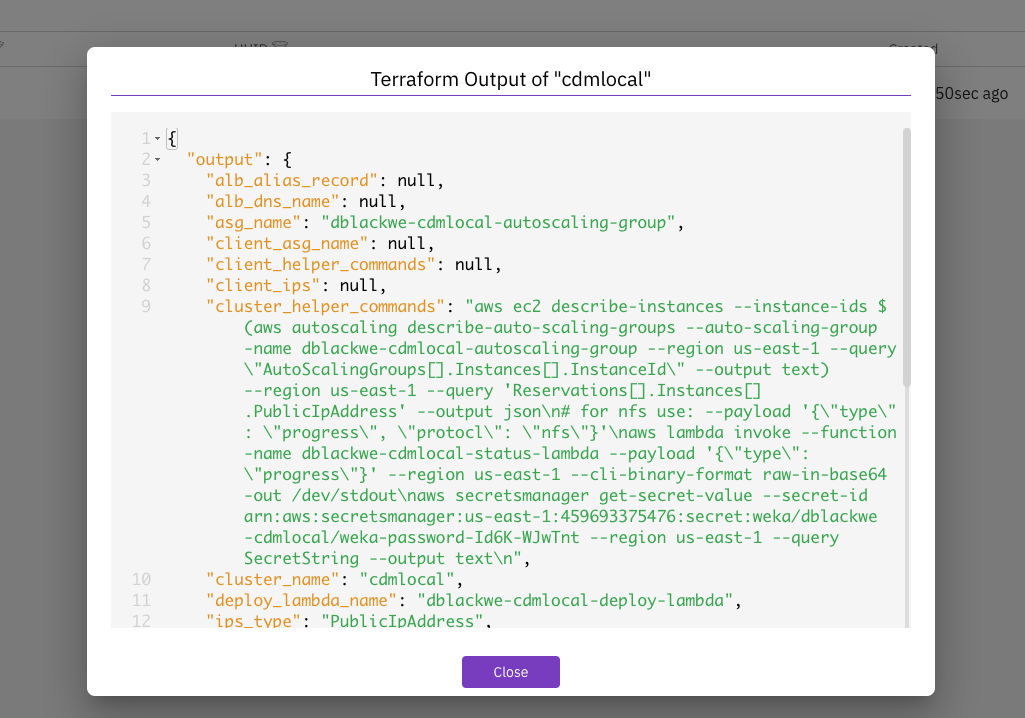 UUID
Created
50sec ago
Terraform Output of "cdmlocal"
1 {
2 "output": {
3 "alb_alias_record": null,
4 "alb_dns_name": null,
5 "asg_name": "dblackwe-cdmlocal-autoscaling-group",
6 "client_asg_name": null,
7 "client_helper_commands": null,
8 "client_ips": null,
9 "cluster_helper_commands": "aws ec2 describe-instances --instance-ids $
(aws autoscaling describe-auto-scaling-groups --auto-scaling-group
-name dblackwe-cdmlocal-autoscaling-group --region us-east-1 --query
\"AutoScalingGroups[].Instances[].InstanceId\" --output text)
--region us-east-1 --query 'Reservations[].Instances[]
.PublicIpAddress' --output json\n# for nfs use: --payload '{\"type\"
: \"progress\", \"protocl\": \"nfs\"}'\naws lambda invoke --function
-name dblackwe-cdmlocal-status-lambda --payload '{\"type\":
\"progress\"}' --region us-east-1 --cli-binary-format raw-in-base64
-out /dev/stdout\naws secretsmanager get-secret-value --secret-id
arn:aws:secretsmanager:us-east-1:459693375476:secret:weka/dblackwe
-cdmlocal/weka-password-Id6K-WJwTnt --region us-east-1 --query
SecretString --output text\n",
10 "cluster_name": "cdmlocal",
11 "deploy_lambda_name": "dblackwe-cdmlocal-deploy-lambda",
12 "ips_type": "PublicIpAddress",
Close